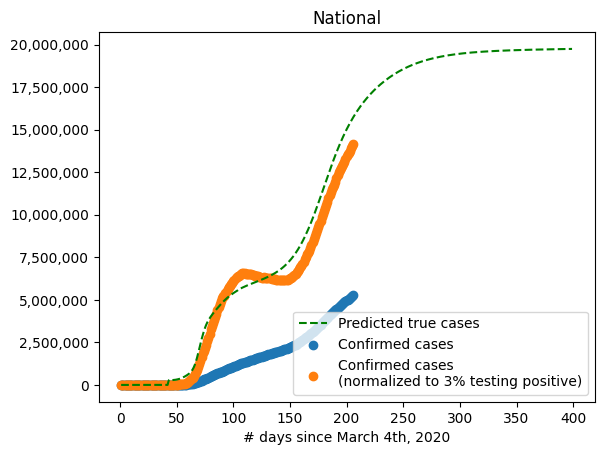 National
20,000,000
17,500,000
15,000,000
12,500,000
10,000,000
7,500,000
5,000,000
2,500,000
0
Predicted true cases
Confirmed cases
Confirmed cases
(normalized to 3% testing positive)
0 50 100 150 200 250 300 350 400
# days since March 4th, 2020